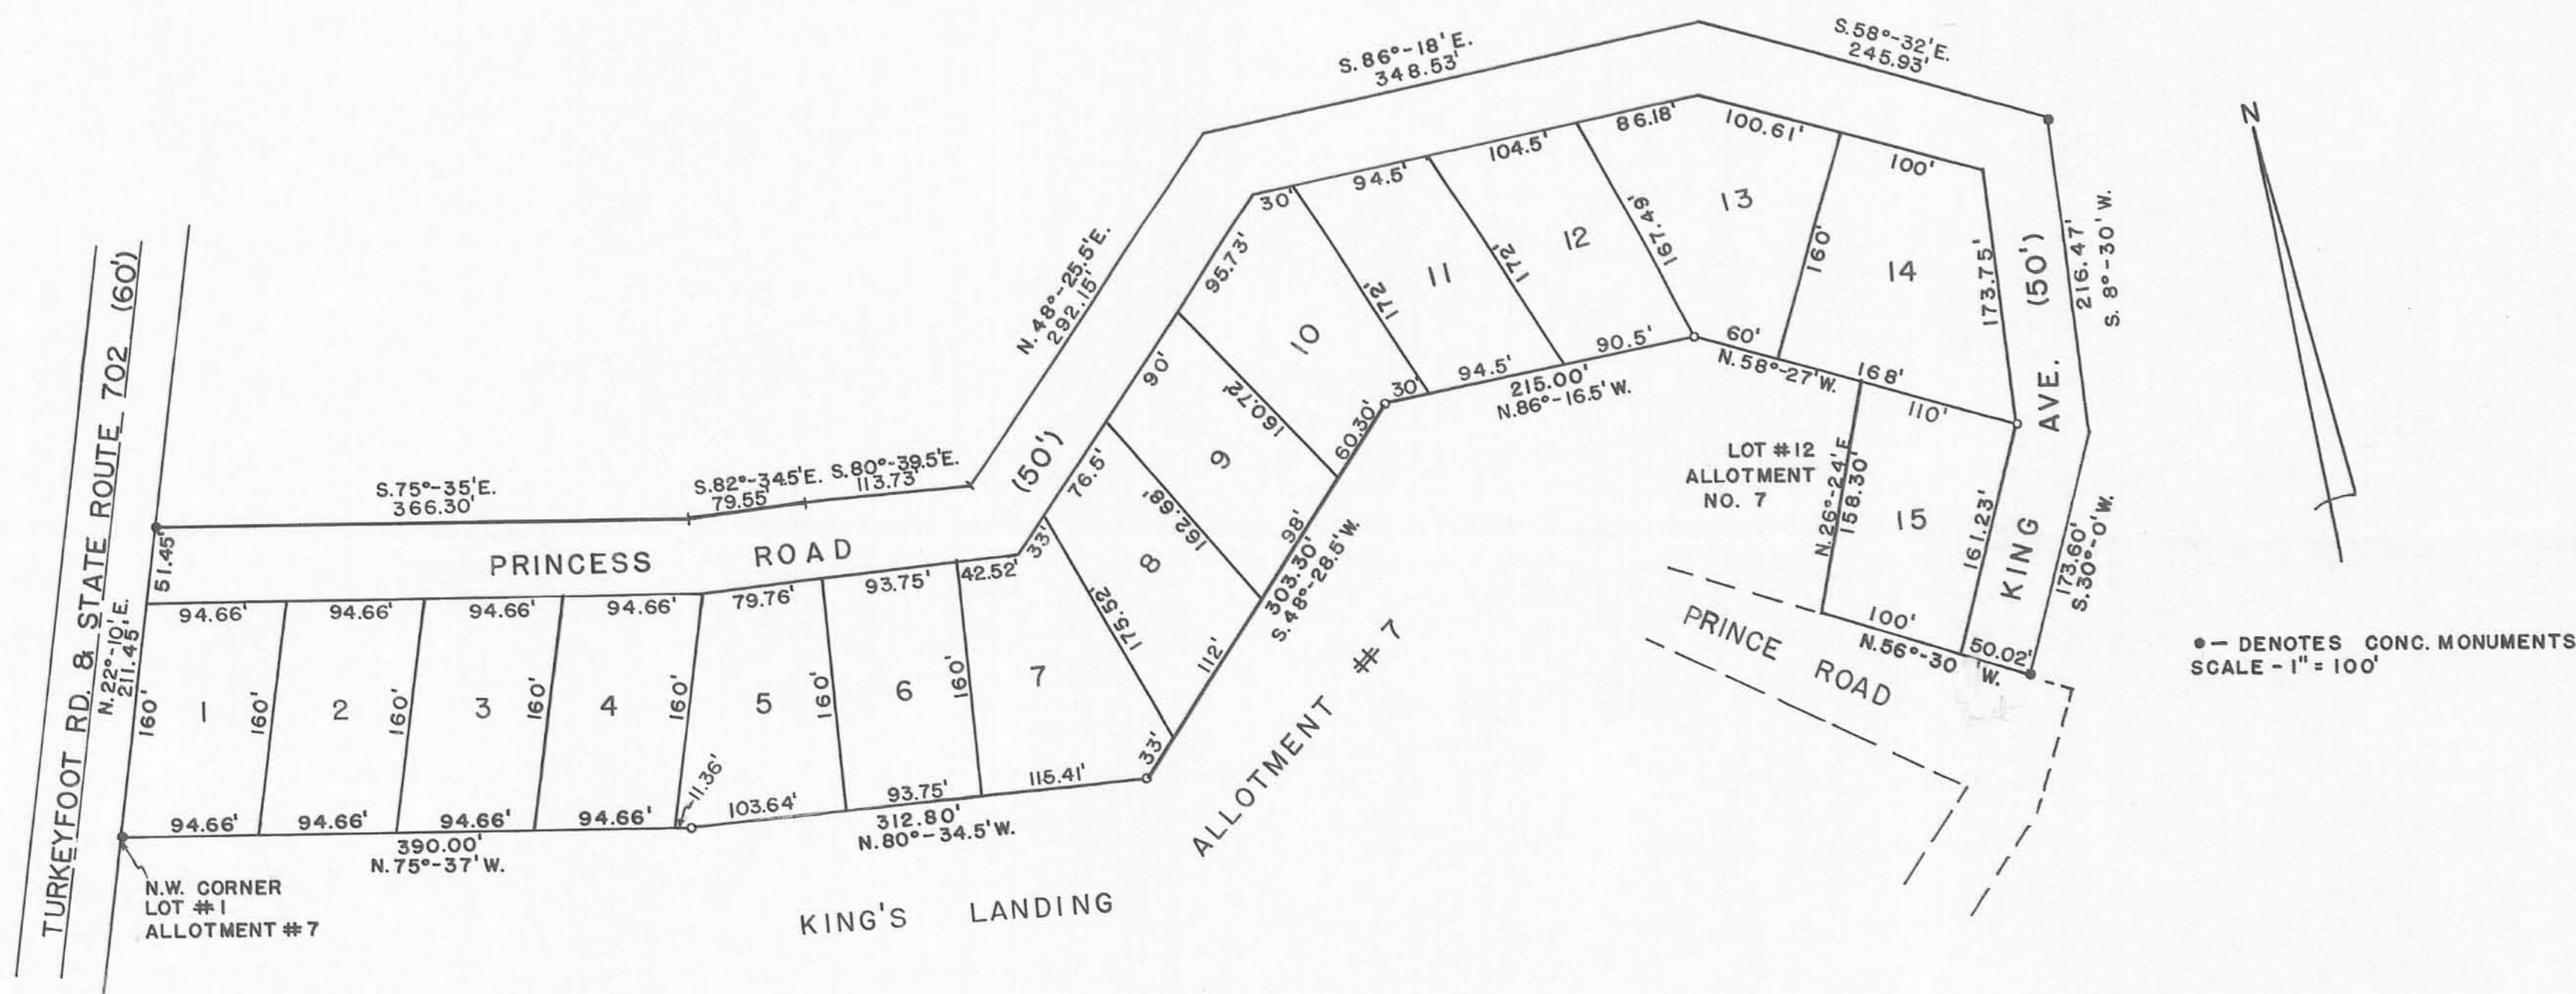 S.58°-32'E.
245.93'
S.86°-18'E.
348.53'
N
86.18'
100.61'
104.5'
100'
94.5'
30'
13
167.49'
160'
14
173.75'
(50')
216.47'
S. 8°-30'W.
12
172'
11
172'
95.73'
N. 48°-25.5'E.
292.15'
10
TURKEYFOOT RD. & STATE ROUTE 702 (60')
90'
160.72'
60.30'
30'
94.5'
90.5'
215.00'
N.86°-16.5'W.
60'
N.58°-27'W.
168'
110'
AVE.
9
76.5'
162.68'
98'
(50')
LOT #12
ALLOTMENT
NO. 7
N.26°-24'E
158.30'
15
161.23'
KING
173.60'
S.30°-0'W.
S.75°-35'E.
366.30'
S.82°-34.5'E.
79.55'
S.80°-39.5'E.
113.73'
51.45'
PRINCESS ROAD
33'
8
175.52'
112'
303.30'
S.48°-28.5'W.
33'
N.22°-10'E.
211.45'
94.66'
94.66'
94.66'
94.66'
79.76'
93.75'
42.52'
160'
1
160'
2
160'
3
160'
4
160'
5
160'
6
160'
7
11.36'
94.66'
94.66'
94.66'
94.66'
103.64'
93.75'
115.41'
390.00'
N.75°-37'W.
312.80'
N.80°-34.5'W.
100'
N.56°-30'W.
50.02'
PRINCE ROAD
●— DENOTES CONC. MONUMENTS
SCALE - 1" = 100'
N.W. CORNER
LOT #1
ALLOTMENT #7
KING'S LANDING ALLOTMENT #7